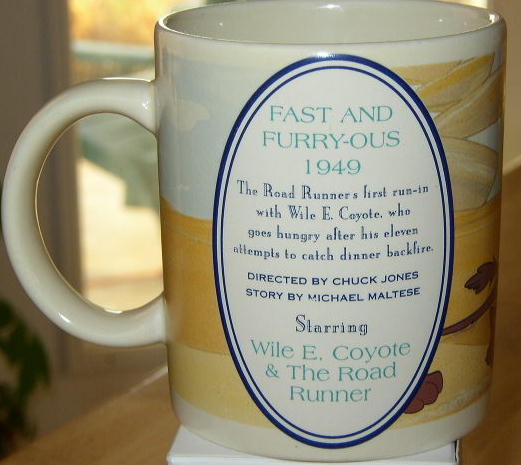 FAST AND
FURRY-OUS
1949
The Road Runner's first run-in
with Wile E. Coyote, who
goes hungry after his eleven
attempts to catch dinner backfire.
DIRECTED BY CHUCK JONES
STORY BY MICHAEL MALTESE
Starring
Wile E. Coyote
& The Road
Runner